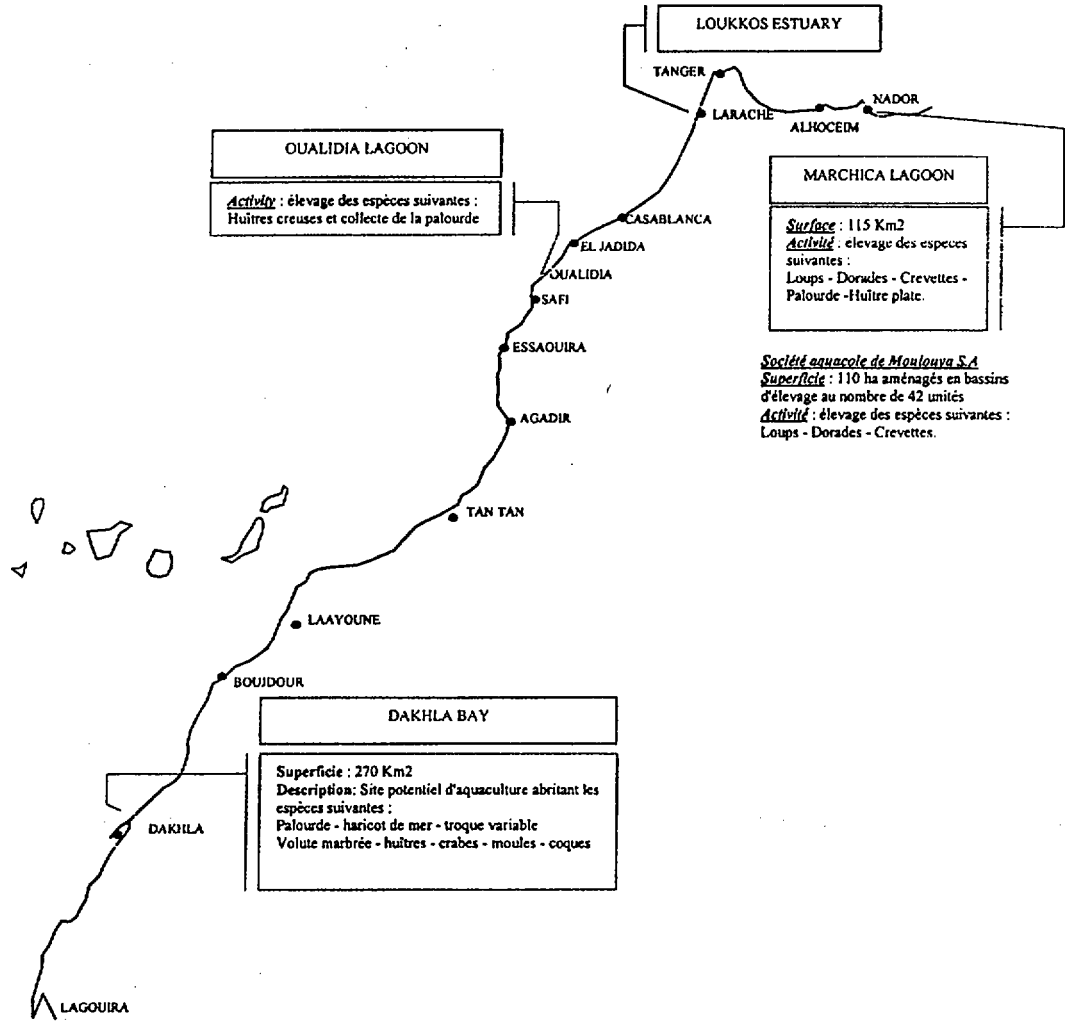 LOUKKOS ESTUARY
TANGER
LARACHE
ALHOCEIM
NADOR
OUALIDIA LAGOON
Activity : élevage des espèces suivantes :
Huîtres creuses et collecte de la palourde
MARCHICA LAGOON
Surface : 115 Km2
Activité : elevage des especes
suivantes :
Loups - Dorades - Crevettes -
Palourde -Huître plate.
CASABLANCA
EL JADIDA
OUALIDIA
SAFI
ESSAOUIRA
AGADIR
Société aquacole de Moulouya S.A
Superficie : 110 ha aménagés en bassins
d'élevage au nombre de 42 unités
Activité : élevage des espèces suivantes :
Loups - Dorades - Crevettes.
TAN TAN
LAAYOUNE
BOUJDOUR
DAKHLA BAY
Superficie : 270 Km2
Description: Site potentiel d'aquaculture abritant les
espèces suivantes :
Palourde - haricot de mer - troque variable
Volute marbrée - huîtres - crabes - moules - coques
DAKHLA
LAGOUIRA